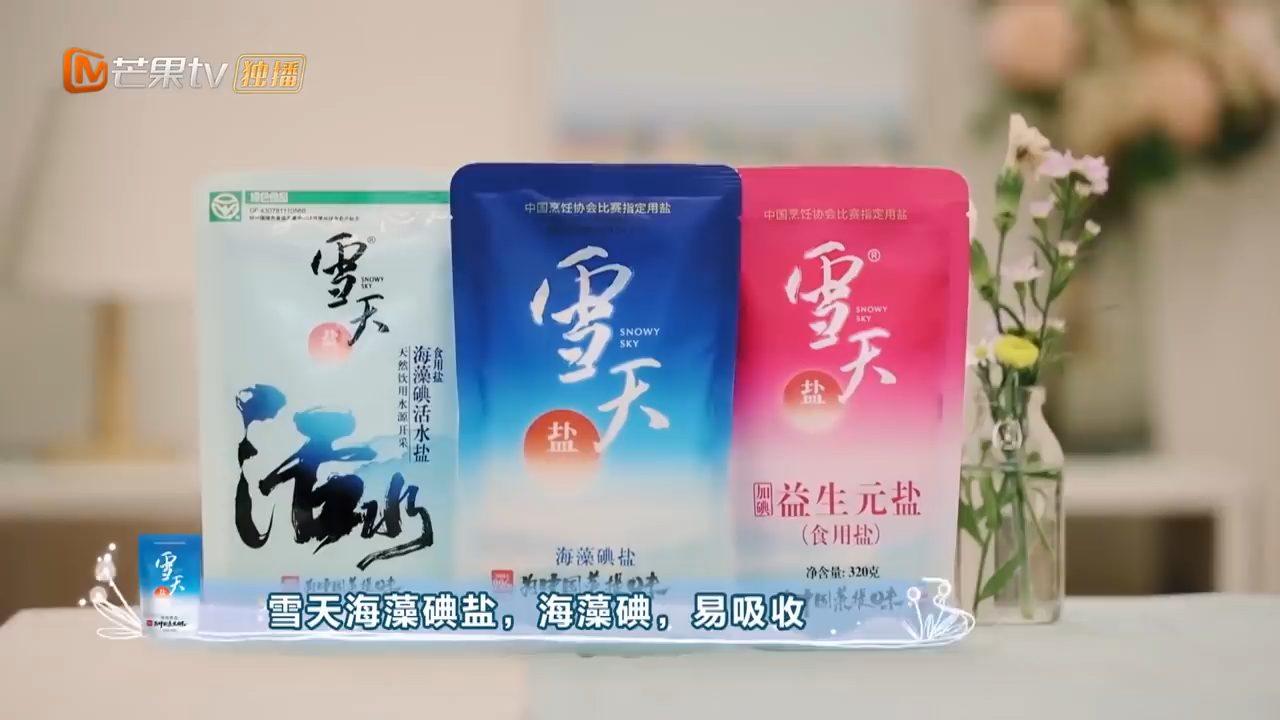 芒果tv 独播
绿色食品
雪天®
SNOWY
SKY
盐
食用盐
海藻碘活水盐
天然饮用水源开采
活水
中国烹饪协会比赛指定用盐
雪天
SNOWY
SKY
盐
海藻碘盐
中国烹饪协会比赛指定用盐
雪天®
SNOWY
SKY
盐
加碘
益生元盐
(食用盐)
净含量: 320克
雪天
盐
雪天海藻碘盐，海藻碘，易吸收